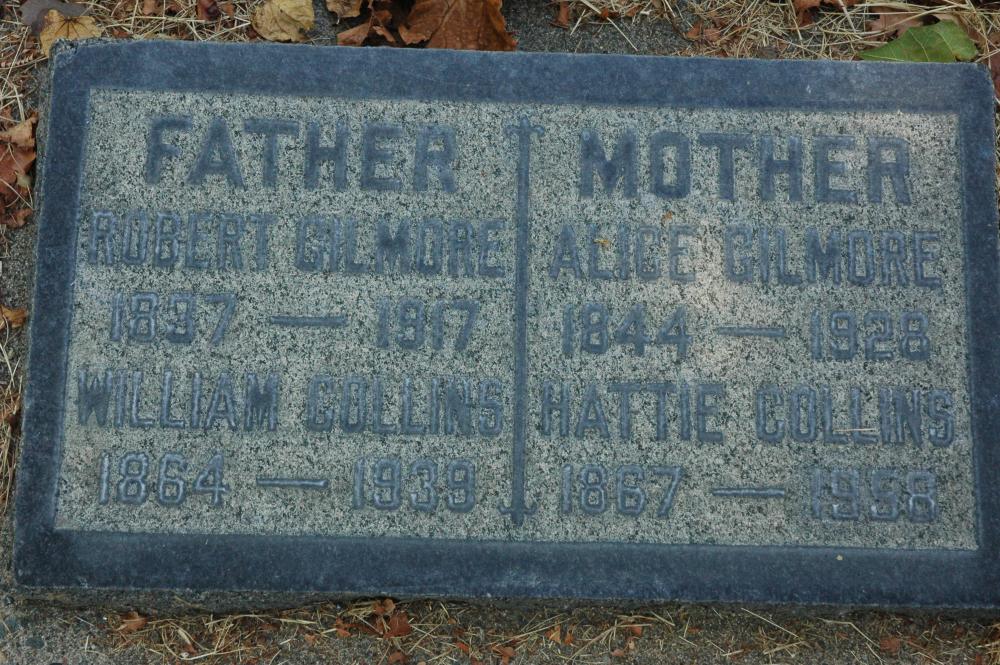 FATHER
ROBERT GILMORE
1837 — 1917
WILLIAM COLLINS
1864 — 1939
MOTHER
ALICE GILMORE
1844 — 1928
HATTIE COLLINS
1867 — 1958